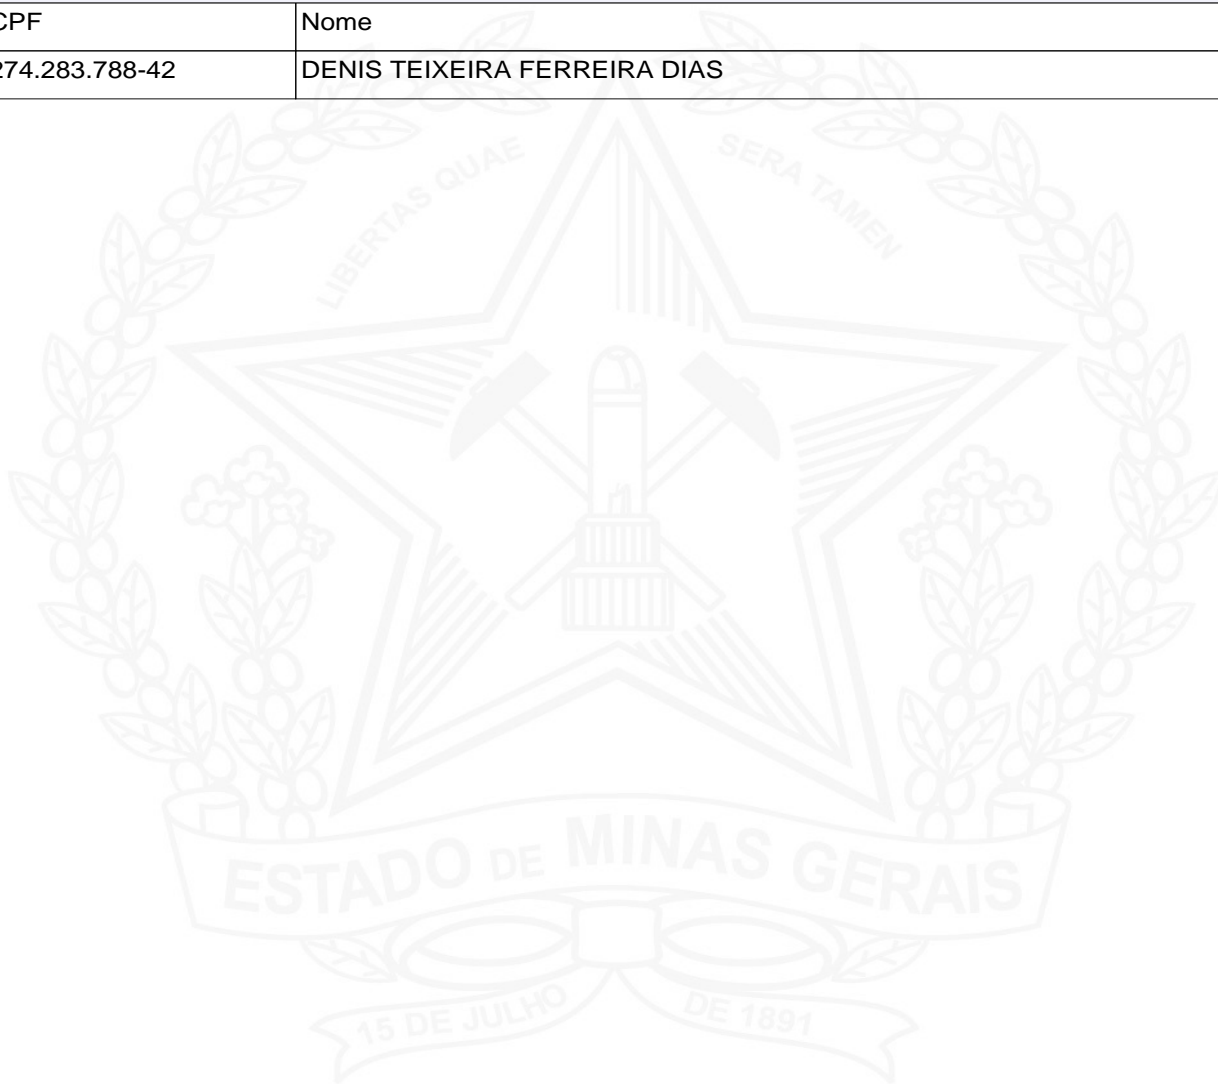 CPF Nome
274.283.788-42 DENIS TEIXEIRA FERREIRA DIAS
LIBERTAS QUAE SERA TAMEN
ESTADO DE MINAS GERAIS
15 DE JULHO DE 1891